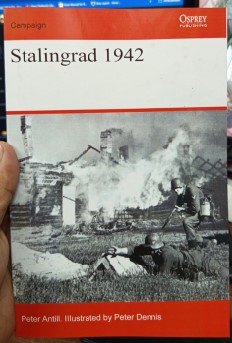 Campaign
OSPREY
PUBLISHING
Stalingrad 1942
Peter Antill. Illustrated by Peter Dennis